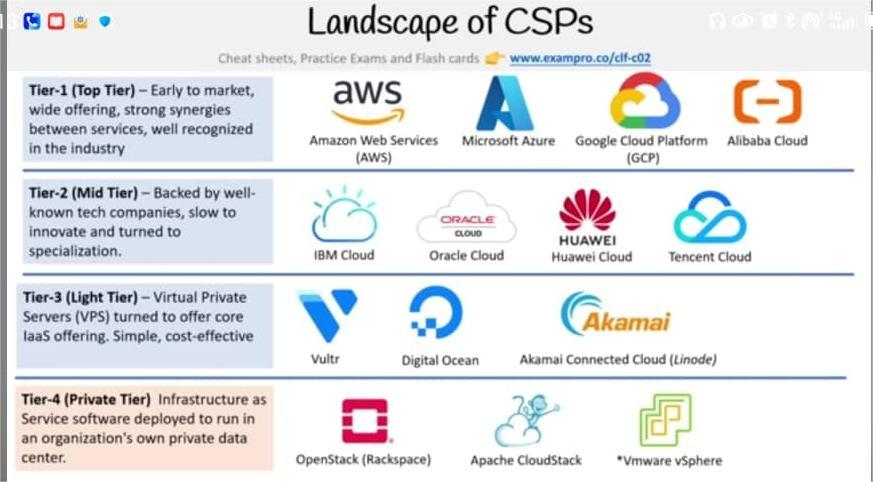 Landscape of CSPs
Cheat sheets, Practice Exams and Flash cards 👉 www.exampro.co/clf-c02
Tier-1 (Top Tier) – Early to market,
wide offering, strong synergies
between services, well recognized
in the industry
aws
Amazon Web Services
(AWS)
Microsoft Azure
Google Cloud Platform
(GCP)
Alibaba Cloud
Tier-2 (Mid Tier) – Backed by well-
known tech companies, slow to
innovate and turned to
specialization.
IBM Cloud
ORACLE
CLOUD
Oracle Cloud
HUAWEI
Huawei Cloud
Tencent Cloud
Tier-3 (Light Tier) – Virtual Private
Servers (VPS) turned to offer core
IaaS offering. Simple, cost-effective
Vultr
Digital Ocean
Akamai
Akamai Connected Cloud (Linode)
Tier-4 (Private Tier) Infrastructure as
Service software deployed to run in
an organization's own private data
center.
OpenStack (Rackspace)
Apache CloudStack
*Vmware vSphere